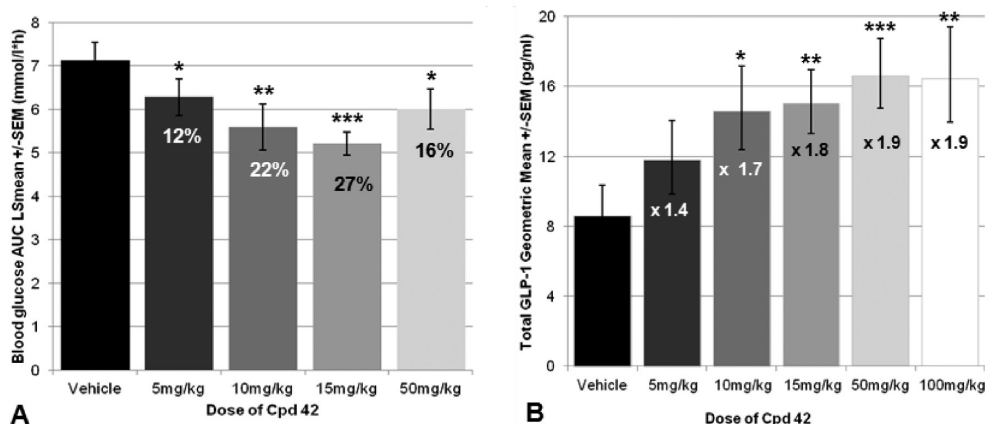 Blood glucose AUC LSmean +/-SEM (mmol/l*h)
8
7
6
5
4
3
2
1
0
*
**
***
*
12%
22%
27%
16%
Vehicle
5mg/kg
10mg/kg
15mg/kg
50mg/kg
Dose of Cpd 42
A
Total GLP-1 Geometric Mean +/-SEM (pg/ml)
20
16
12
8
4
0
*
**
***
**
x 1.4
x 1.7
x 1.8
x 1.9
x 1.9
Vehicle
5mg/kg
10mg/kg
15mg/kg
50mg/kg
100mg/kg
Dose of Cpd 42
B